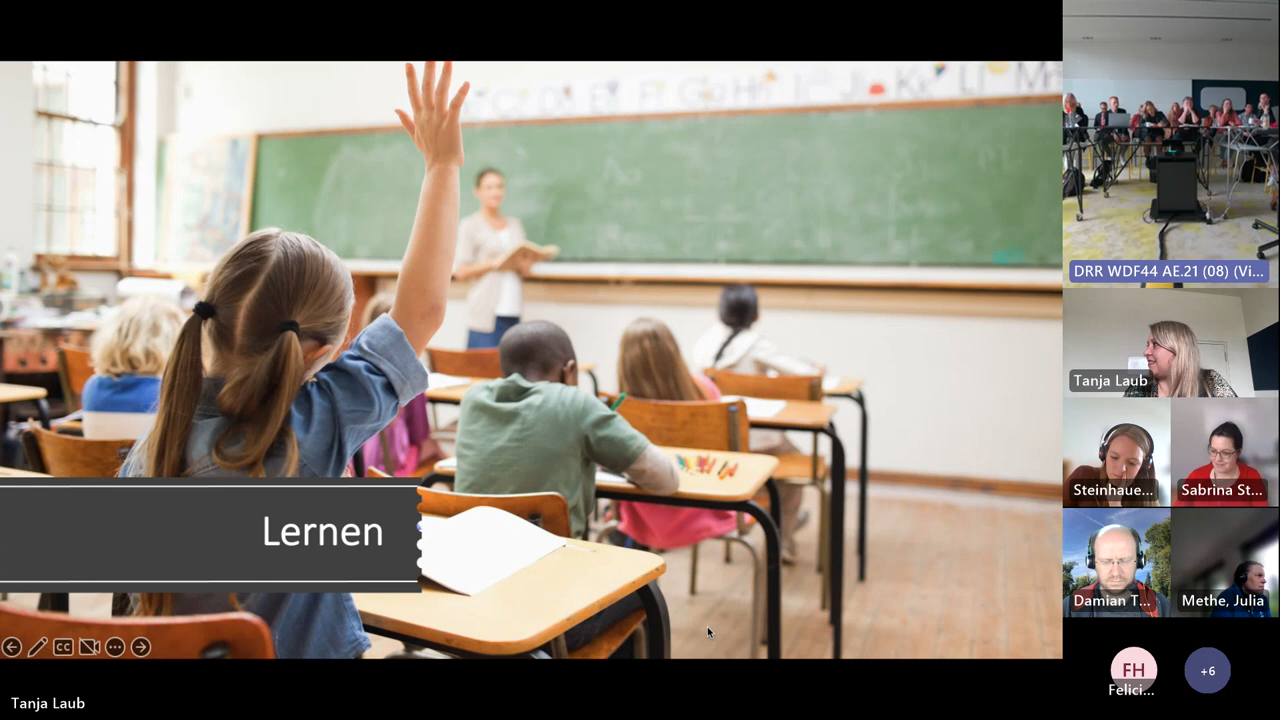 Lernen
CC
Tanja Laub
DRR WDF44 AE.21 (08) (Vi...
Tanja Laub
Steinhaue...
Sabrina St...
Damian T...
Methe, Julia
FH
Felici...
+6